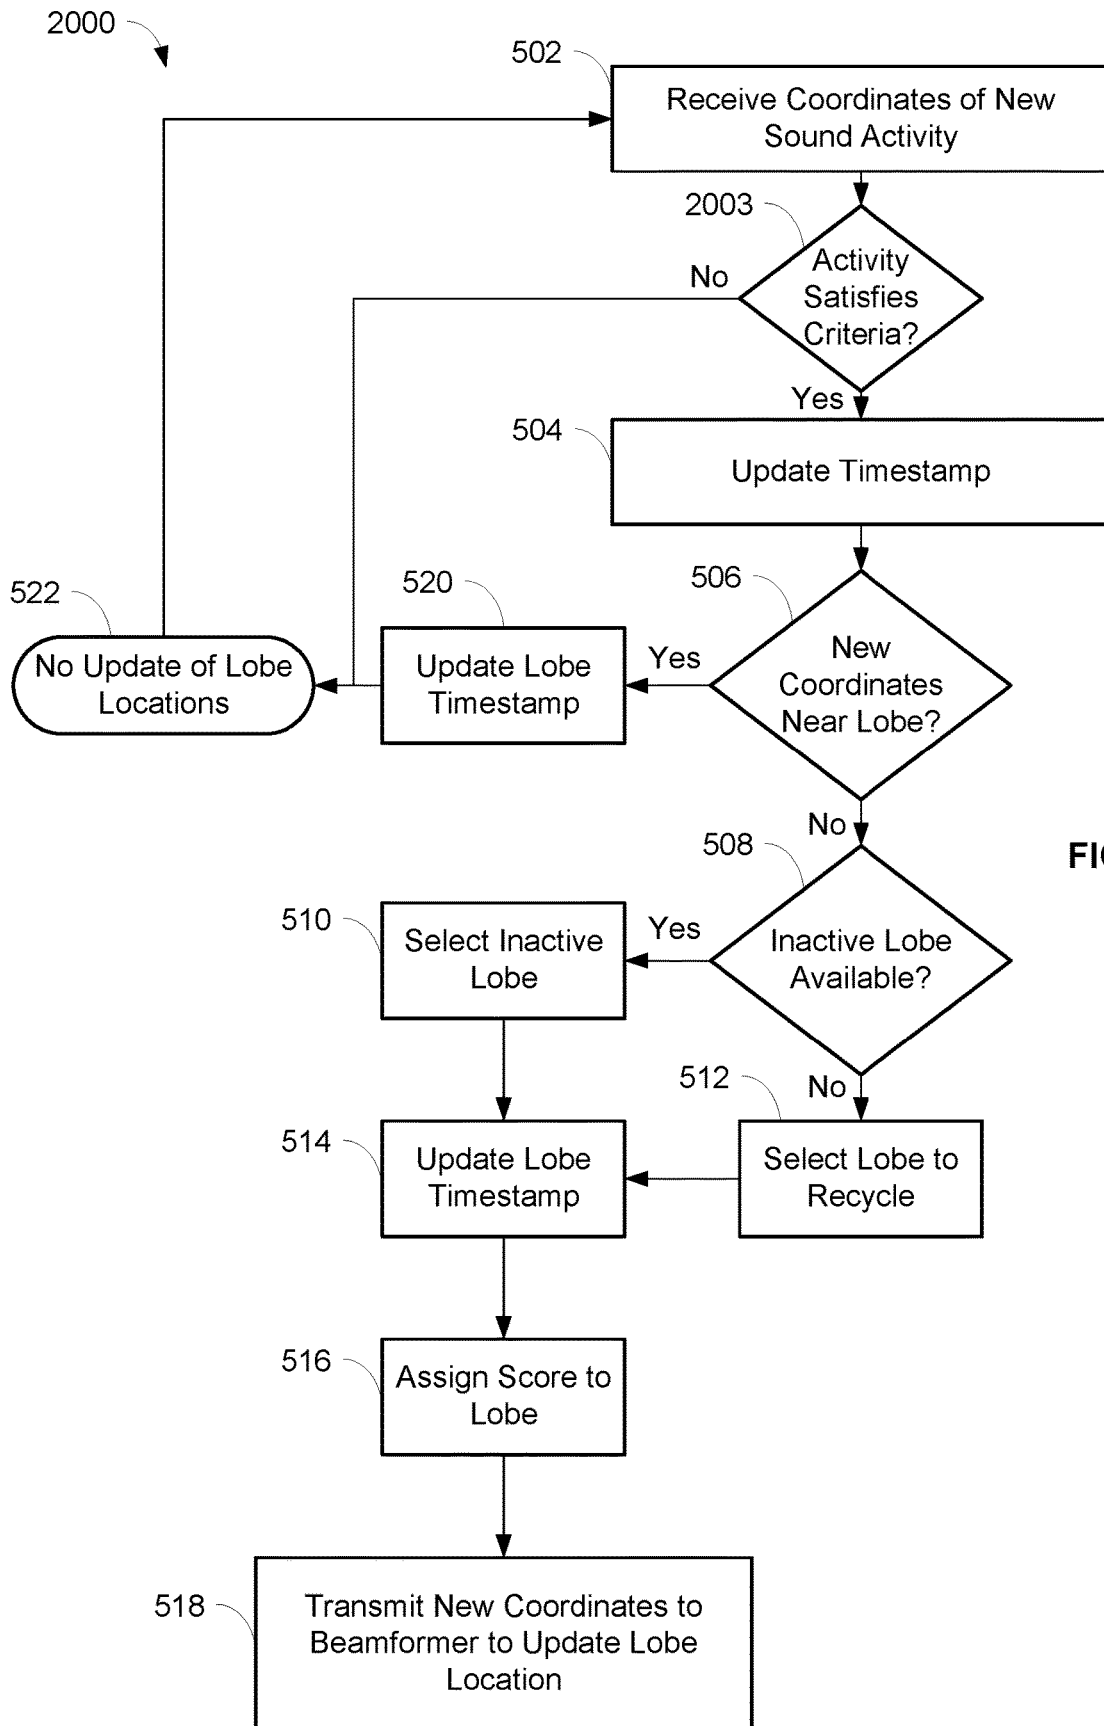 2000
502
Receive Coordinates of New
Sound Activity
2003
Activity
Satisfies
Criteria?
No
Yes
504
Update Timestamp
506
New
Coordinates
Near Lobe?
Yes
520
Update Lobe
Timestamp
522
No Update of Lobe
Locations
No
508
Inactive Lobe
Available?
FIG
Yes
510
Select Inactive
Lobe
No
512
Select Lobe to
Recycle
514
Update Lobe
Timestamp
516
Assign Score to
Lobe
518
Transmit New Coordinates to
Beamformer to Update Lobe
Location